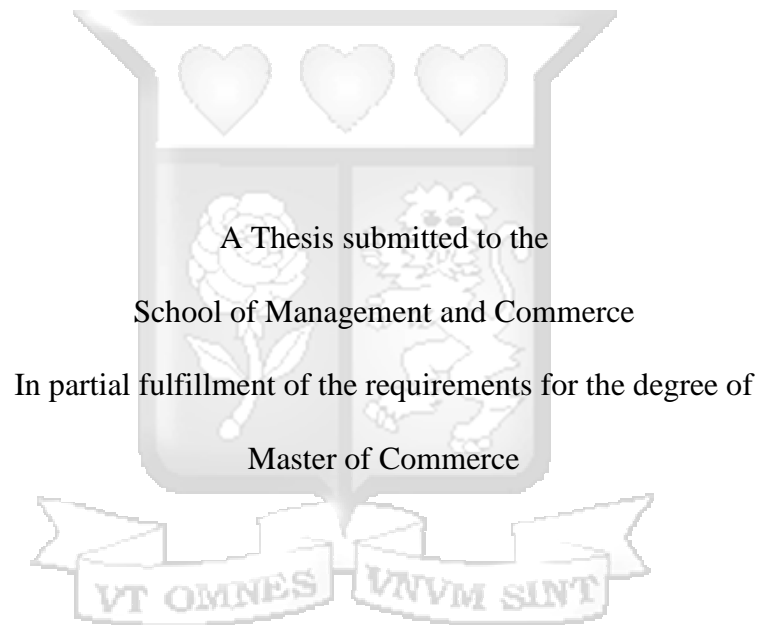 A Thesis submitted to the
School of Management and Commerce
In partial fulfillment of the requirements for the degree of
Master of Commerce
VT OMNES VNVM SINT